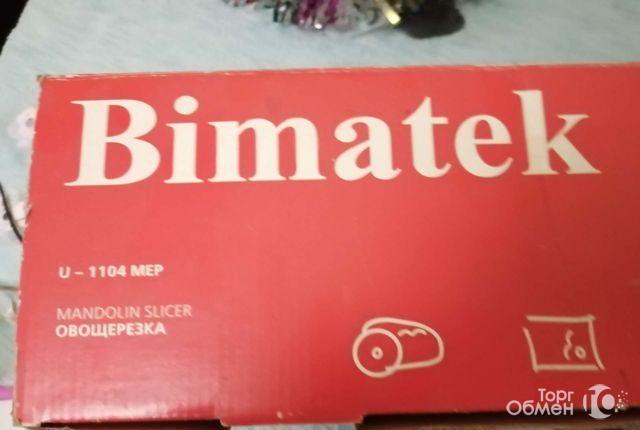 Bimatek
U – 1104 MEP
MANDOLIN SLICER
ОВОЩЕРЕЗКА
Торг
Обмен